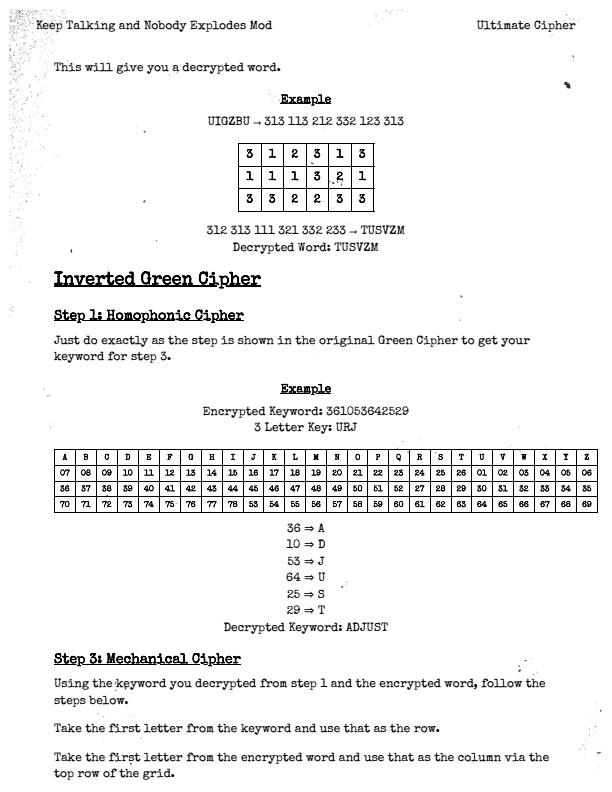 Keep Talking and Nobody Explodes Mod Ultimate Cipher
This will give you a decrypted word.
Example
UIGZBU → 313 113 212 332 123 313
3 1 2 3 1 3
1 1 1 3 2 1
3 3 2 2 3 3
312 313 111 321 332 233 → TUSVZM
Decrypted Word: TUSVZM
Inverted Green Cipher
Step 1: Homophonic Cipher
Just do exactly as the step is shown in the original Green Cipher to get your
keyword for step 3.
Example
Encrypted Keyword: 361053642529
3 Letter Key: URJ
A B C D E F G H I J K L M N O P Q R S T U V W X Y Z
07 08 09 10 11 12 13 14 15 16 17 18 19 20 21 22 23 24 25 26 01 02 03 04 05 06
36 37 38 39 40 41 42 43 44 45 46 47 48 49 50 51 52 27 28 29 30 31 32 33 34 35
70 71 72 73 74 75 76 77 78 53 54 55 56 57 58 59 60 61 62 63 64 65 66 67 68 69
36 ⇒ A
10 ⇒ D
53 ⇒ J
64 ⇒ U
25 ⇒ S
29 ⇒ T
Decrypted Keyword: ADJUST
Step 3: Mechanical Cipher
Using the keyword you decrypted from step 1 and the encrypted word, follow the
steps below.
Take the first letter from the keyword and use that as the row.
Take the first letter from the encrypted word and use that as the column via the
top row of the grid.